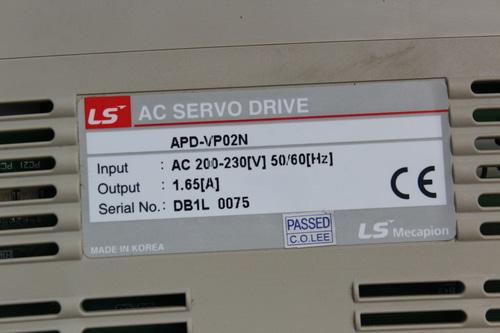 LS AC SERVO DRIVE
APD-VP02N
Input : AC 200-230[V] 50/60[Hz]
Output : 1.65[A]
Serial No. : DB1L 0075
CE
PASSED
C.O.LEE
MADE IN KOREA
LS Mecapion